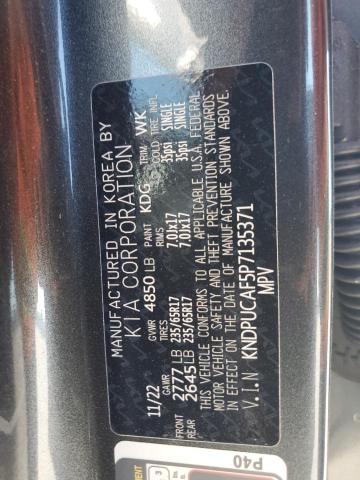 MANUFACTURED IN KOREA BY
KIA CORPORATION
11/22 GVWR 4850 LB PAINT KDG TRIM WK
GAWR TIRES RIMS COLD TIRE INFL
FRONT 2777 LB 235/65R17 7.0Jx17 35psi SINGLE
REAR 2645 LB 235/65R17 7.0Jx17 35psi SINGLE
THIS VEHICLE CONFORMS TO ALL APPLICABLE U.S.A. FEDERAL
MOTOR VEHICLE SAFETY AND THEFT PREVENTION STANDARDS
IN EFFECT ON THE DATE OF MANUFACTURE SHOWN ABOVE.
V.I.N KNDPUCAF5P7135371
MPV
P40